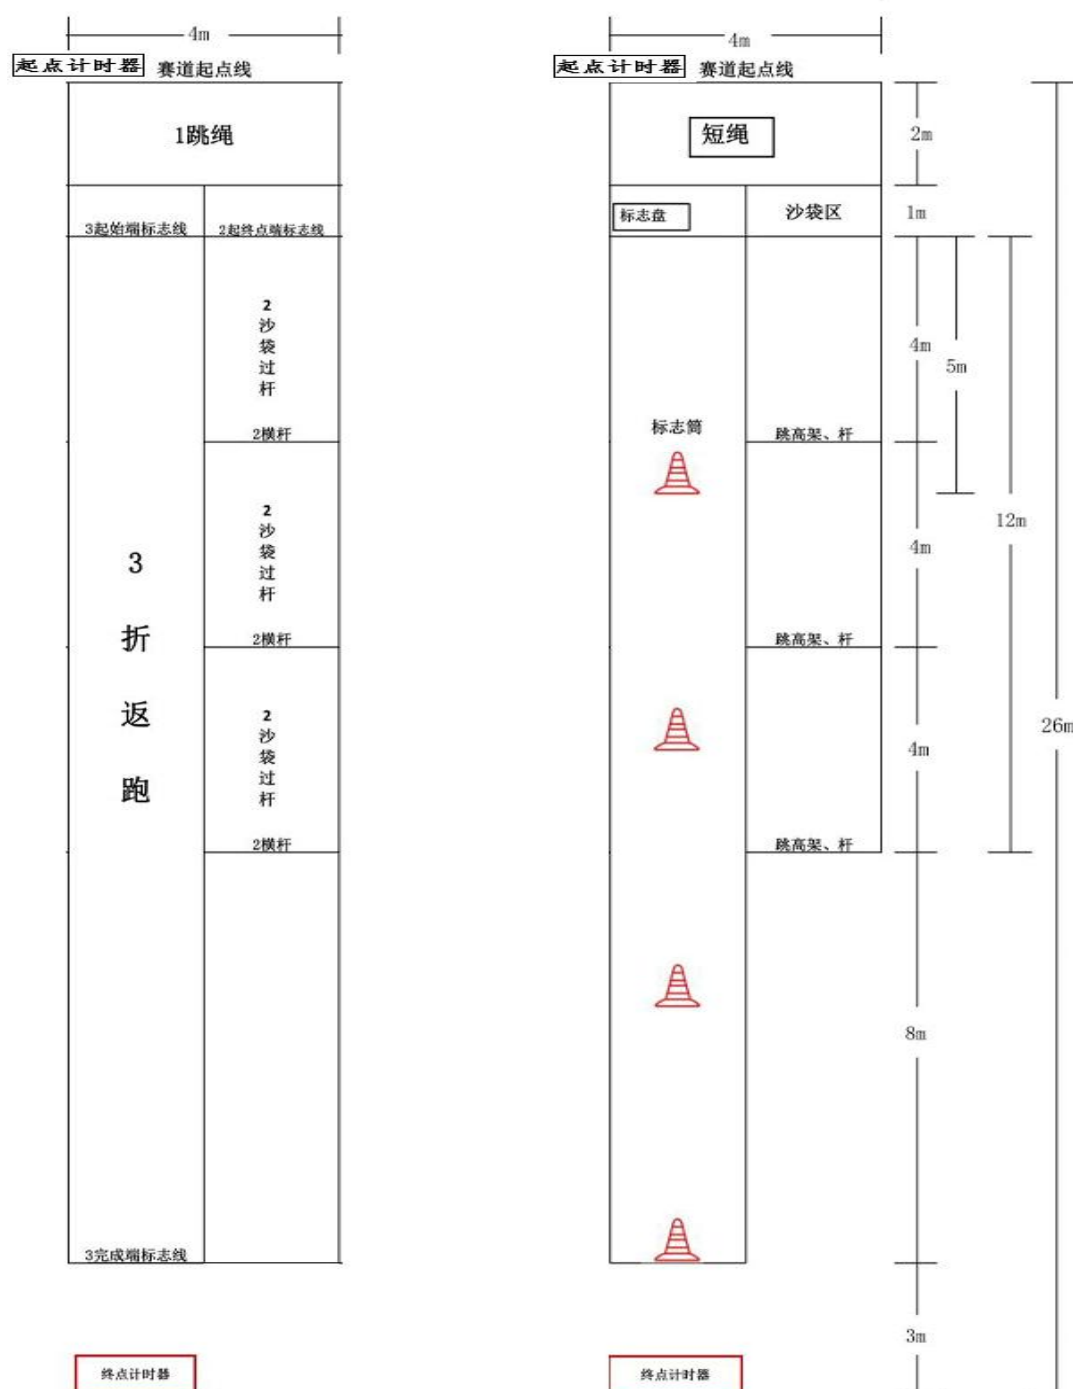 4m
起点计时器 赛道起点线
1跳绳
3起始端标志线
2起终点端标志线
2
沙
袋
过
杆
2横杆
2
沙
袋
过
杆
2横杆
2
沙
袋
过
杆
2横杆
3
折
返
跑
3完成端标志线
终点计时器
4m
起点计时器 赛道起点线
短绳
2m
标志盘
沙袋区
1m
4m
5m
标志筒
跳高架、杆
12m
4m
跳高架、杆
26m
4m
跳高架、杆
8m
3m
终点计时器